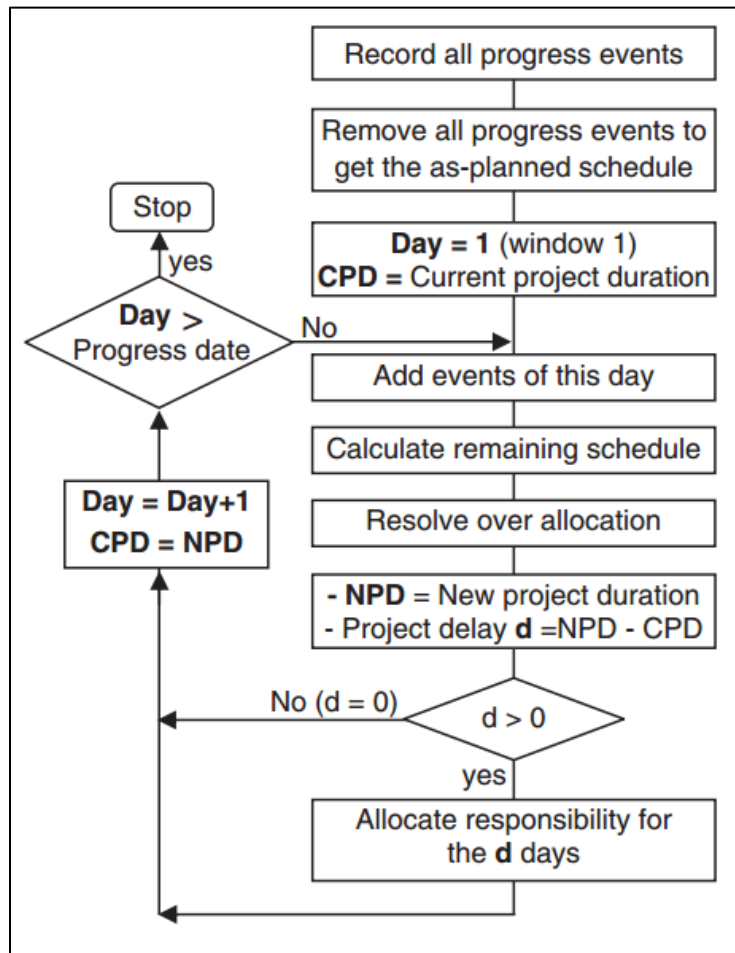 Record all progress events
Remove all progress events to
get the as-planned schedule
Day = 1 (window 1)
CPD = Current project duration
Add events of this day
Calculate remaining schedule
Resolve over allocation
- NPD = New project duration
- Project delay d =NPD - CPD
d > 0
yes
Allocate responsibility for
the d days
No (d = 0)
Day = Day+1
CPD = NPD
Day >
Progress date
No
yes
Stop